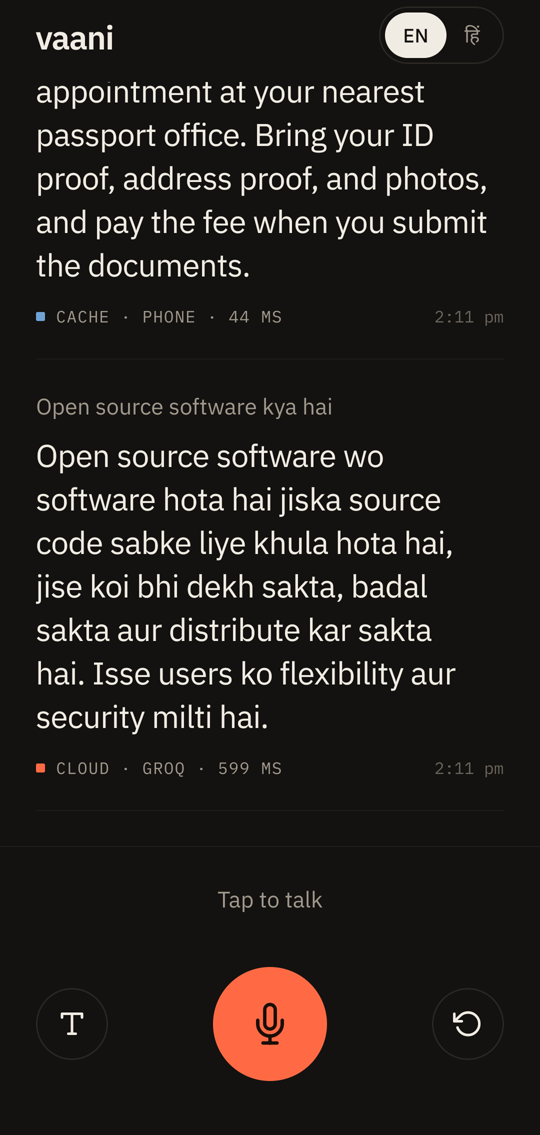 vaani
EN
हिं
appointment at your nearest
passport office. Bring your ID
proof, address proof, and photos,
and pay the fee when you submit
the documents.
CACHE · PHONE · 44 MS
2:11 pm
Open source software kya hai
Open source software wo
software hota hai jiska source
code sabke liye khula hota hai,
jise koi bhi dekh sakta, badal
sakta aur distribute kar sakta
hai. Isse users ko flexibility aur
security milti hai.
CLOUD · GROQ · 599 MS
2:11 pm
Tap to talk
T